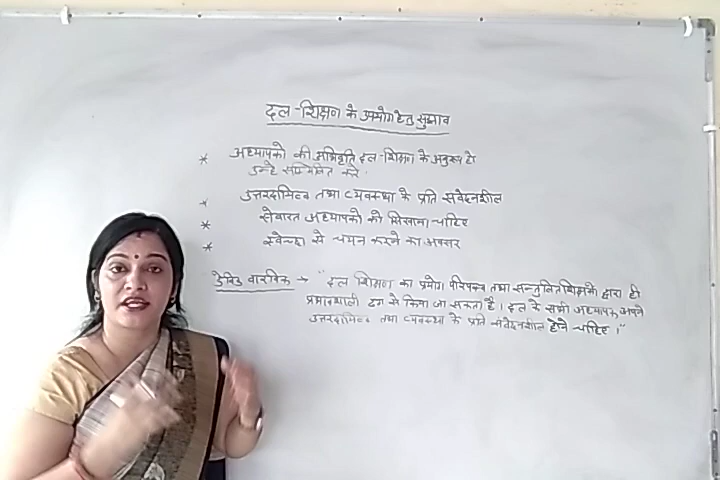 दल-शिक्षण के उपयोग हेतु सुझाव
* अध्यापको की अभिवृति दल-शिक्षण के अनुरूप हो
उन्हे सम्मिलित करे।
* उत्तरदायित्व तथा व्यवस्था के प्रति संवेदनशील
* सेवारत अध्यापको को सिखाना चाहिए
* स्वेच्छा से चयन करने का अवसर
डेविड वारविक → "दल शिक्षण का प्रयोग परिपक्व तथा सन्तुलित शिक्षको द्वारा ही
प्रभावशाली ढंग से किया जा सकता है। दल के सभी अध्यापक अपने
उत्तरदायित्व तथा व्यवस्था के प्रति संवेदनशील होने चाहिए।"